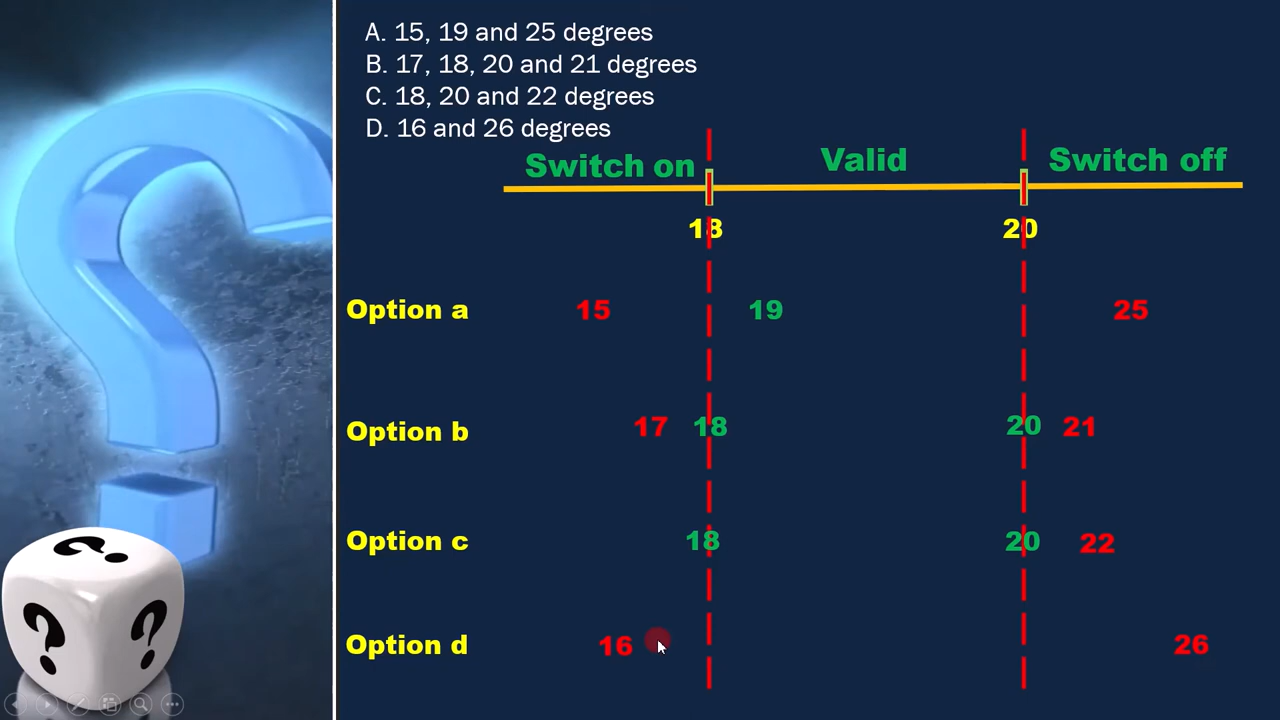 A. 15, 19 and 25 degrees
B. 17, 18, 20 and 21 degrees
C. 18, 20 and 22 degrees
D. 16 and 26 degrees
Switch on Valid Switch off
18 20
Option a 15 19 25
Option b 17 18 20 21
Option c 18 20 22
Option d 16 26
? ? ?